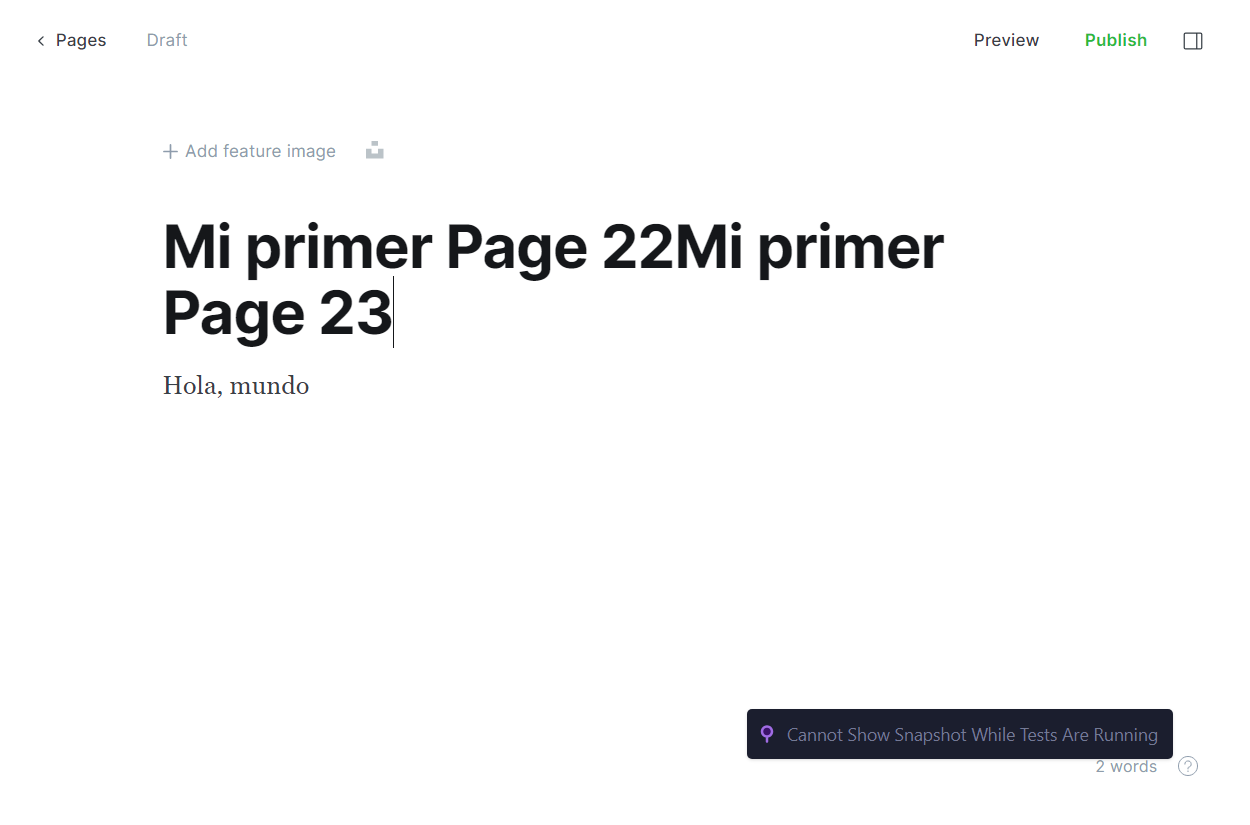 Pages Draft Preview Publish
Add feature image
Mi primer Page 22Mi primer
Page 23
Hola, mundo
Cannot Show Snapshot While Tests Are Running
2 words ?